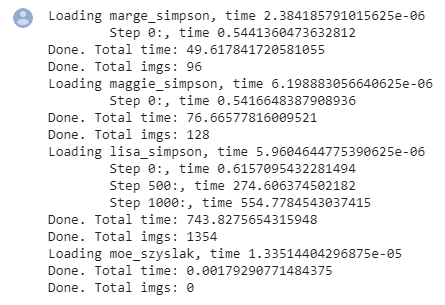 Loading marge_simpson, time 2.384185791015625e-06
Step 0:, time 0.5441360473632812
Done. Total time: 49.617841720581055
Done. Total imgs: 96
Loading maggie_simpson, time 6.198883056640625e-06
Step 0:, time 0.5416648387908936
Done. Total time: 76.66577816009521
Done. Total imgs: 128
Loading lisa_simpson, time 5.9604644775390625e-06
Step 0:, time 0.6157095432281494
Step 500:, time 274.606374502182
Step 1000:, time 554.7784543037415
Done. Total time: 743.8275654315948
Done. Total imgs: 1354
Loading moe_szyslak, time 1.33514404296875e-05
Done. Total time: 0.00179290771484375
Done. Total imgs: 0